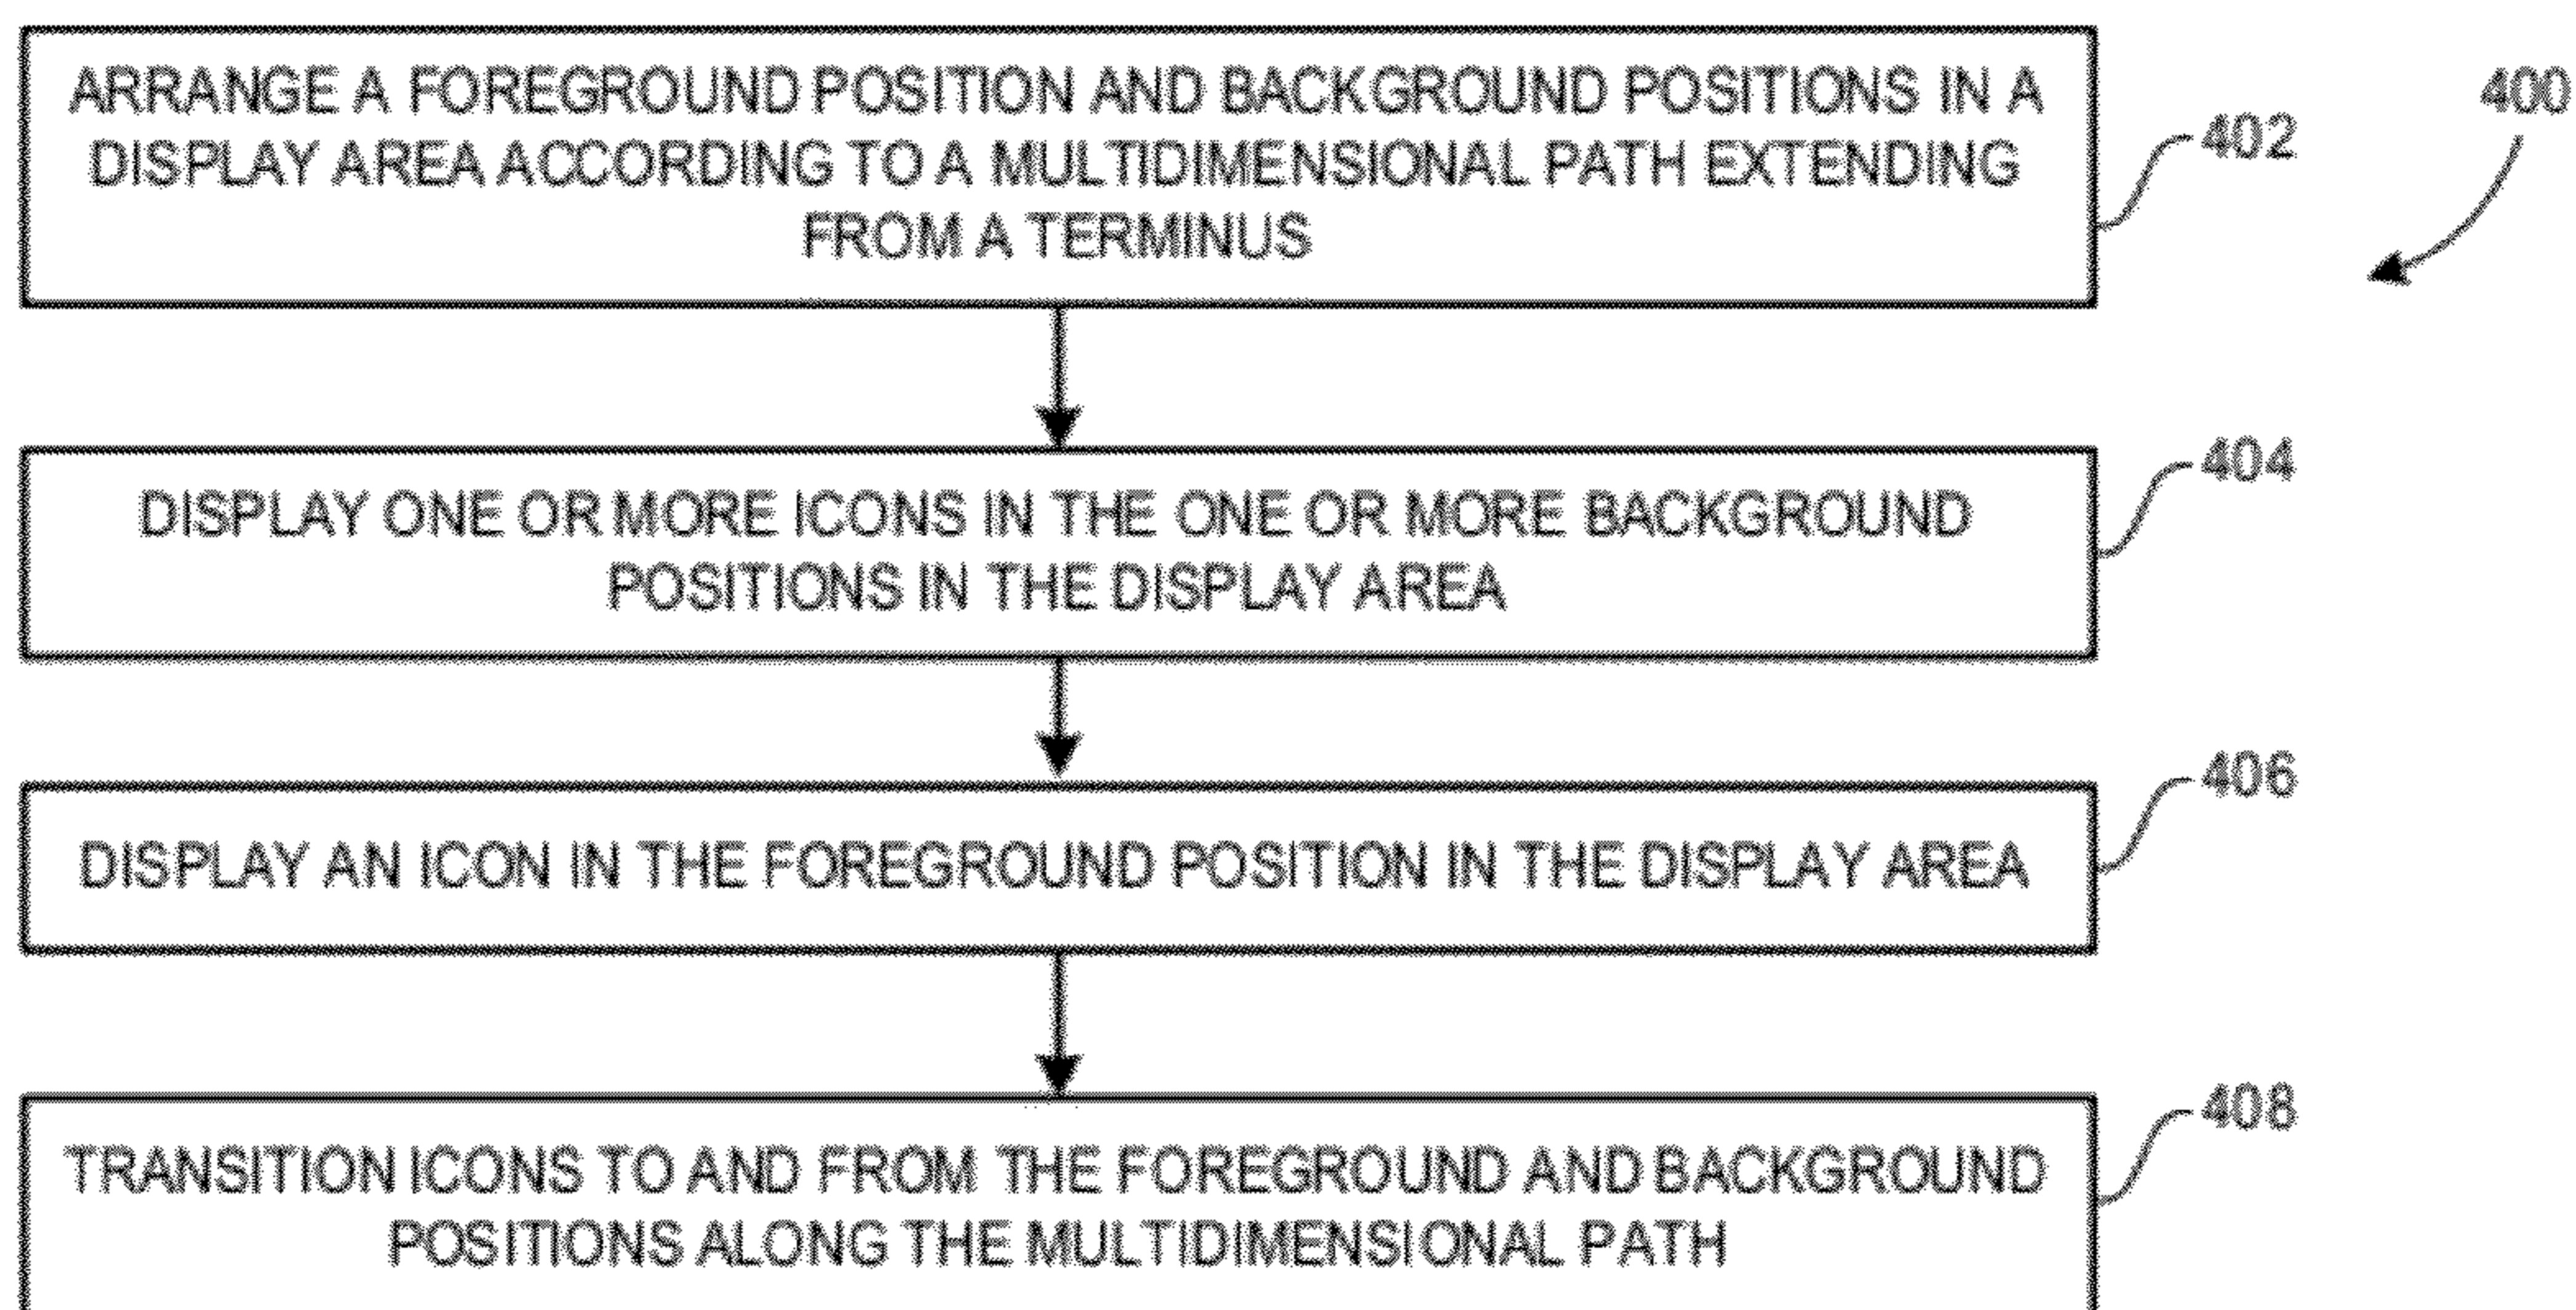 ARRANGE A FOREGROUND POSITION AND BACKGROUND POSITIONS IN A
DISPLAY AREA ACCORDING TO A MULTIDIMENSIONAL PATH EXTENDING
FROM A TERMINUS
402
400
DISPLAY ONE OR MORE ICONS IN THE ONE OR MORE BACKGROUND
POSITIONS IN THE DISPLAY AREA
404
DISPLAY AN ICON IN THE FOREGROUND POSITION IN THE DISPLAY AREA
406
TRANSITION ICONS TO AND FROM THE FOREGROUND AND BACKGROUND
POSITIONS ALONG THE MULTIDIMENSIONAL PATH
408